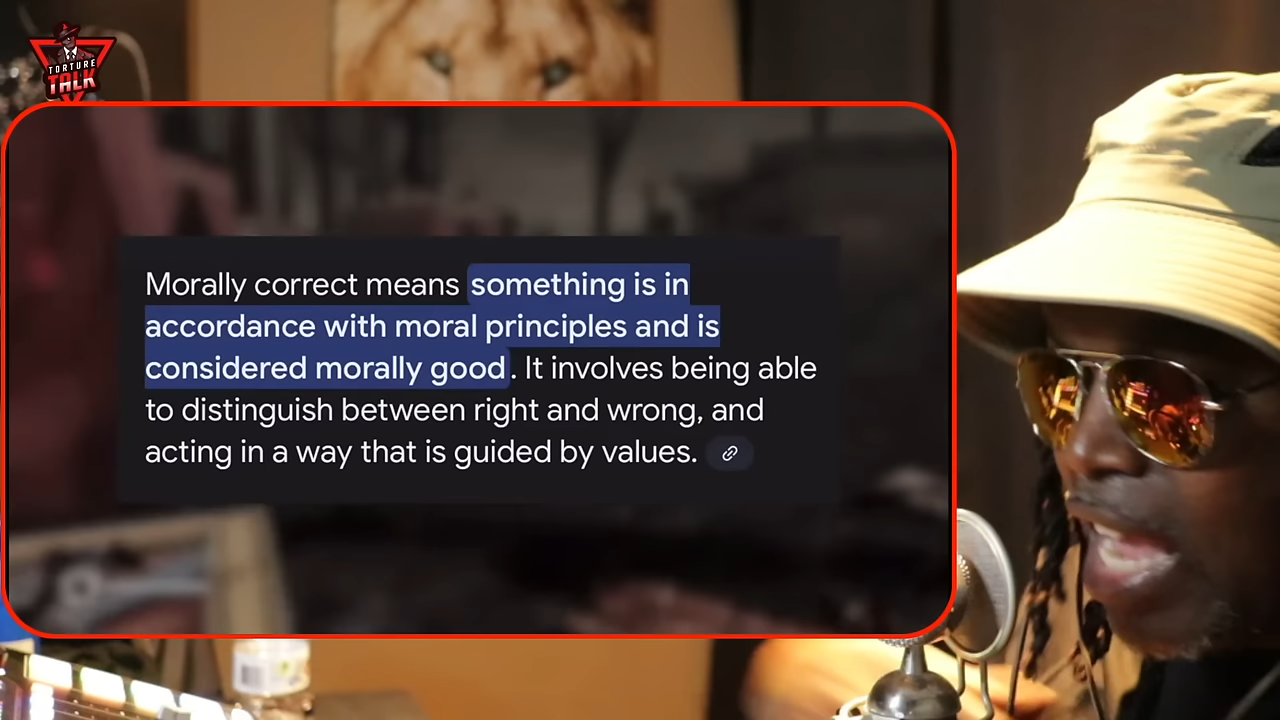 TORTURE
TALK
Morally correct means something is in
accordance with moral principles and is
considered morally good. It involves being able
to distinguish between right and wrong, and
acting in a way that is guided by values.